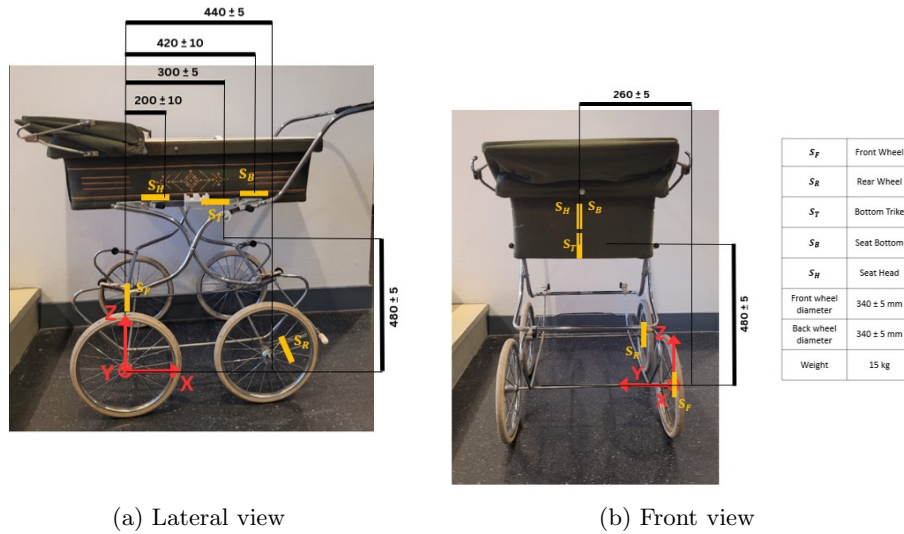 440 ± 5
420 ± 10
300 ± 5
200 ± 10
S_H
S_B
S_T
S_F
S_R
Z
Y
X
480 ± 5
260 ± 5
S_H S_B
S_T
S_R
Z
Y
X
S_F
480 ± 5
S_F Front Wheel
S_R Rear Wheel
S_T Bottom Trike
S_B Seat Bottom
S_H Seat Head
Front wheel
diameter
340 ± 5 mm
Back wheel
diameter
340 ± 5 mm
Weight 15 kg
(a) Lateral view
(b) Front view